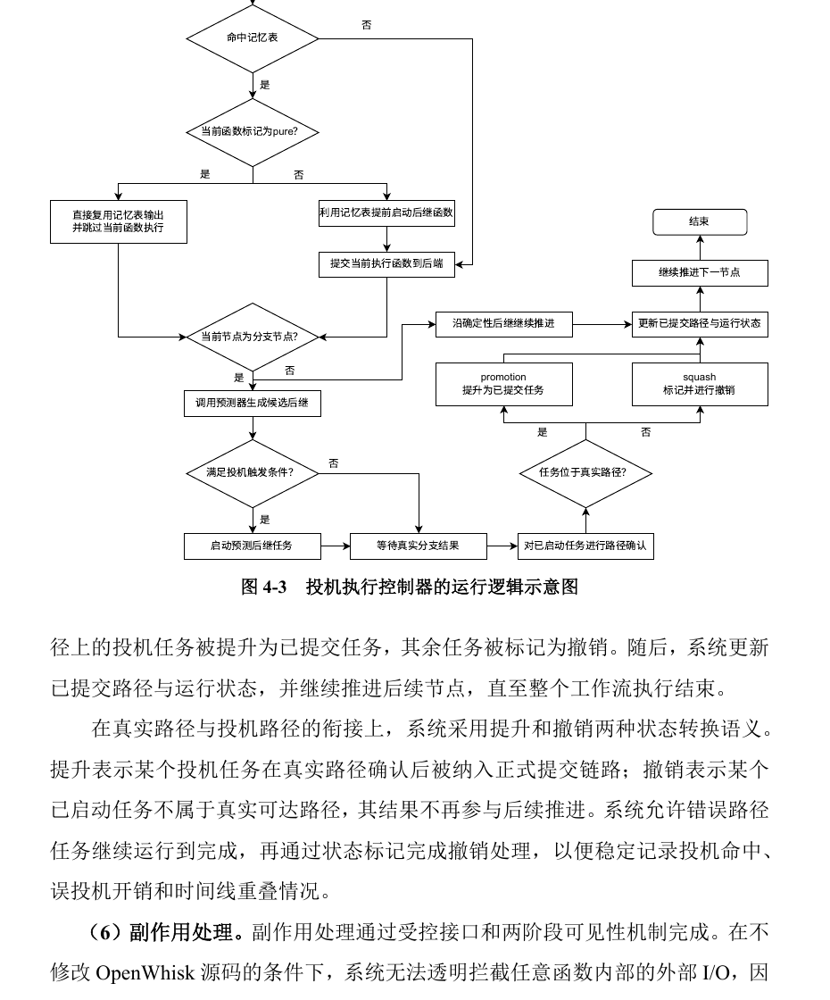 命中记忆表
否
是
当前函数标记为pure?
是
否
直接复用记忆表输出
并跳过当前函数执行
利用记忆表提前启动后继函数
提交当前执行函数到后端
结束
继续推进下一节点
当前节点为分支节点?
沿确定性后继继续推进
更新已提交路径与运行状态
是
否
promotion
提升为已提交任务
squash
标记并进行撤销
调用预测器生成候选后继
是
否
满足投机触发条件?
否
任务位于真实路径?
是
启动预测后继任务
等待真实分支结果
对已启动任务进行路径确认
图 4-3 投机执行控制器的运行逻辑示意图
径上的投机任务被提升为已提交任务，其余任务被标记为撤销。随后，系统更新
已提交路径与运行状态，并继续推进后续节点，直至整个工作流执行结束。
在真实路径与投机路径的衔接上，系统采用提升和撤销两种状态转换语义。
提升表示某个投机任务在真实路径确认后被纳入正式提交链路；撤销表示某个
已启动任务不属于真实可达路径，其结果不再参与后续推进。系统允许错误路径
任务继续运行到完成，再通过状态标记完成撤销处理，以便稳定记录投机命中、
误投机开销和时间线重叠情况。
（6）副作用处理。副作用处理通过受控接口和两阶段可见性机制完成。在不
修改 OpenWhisk 源码的条件下，系统无法透明拦截任意函数内部的外部 I/O，因